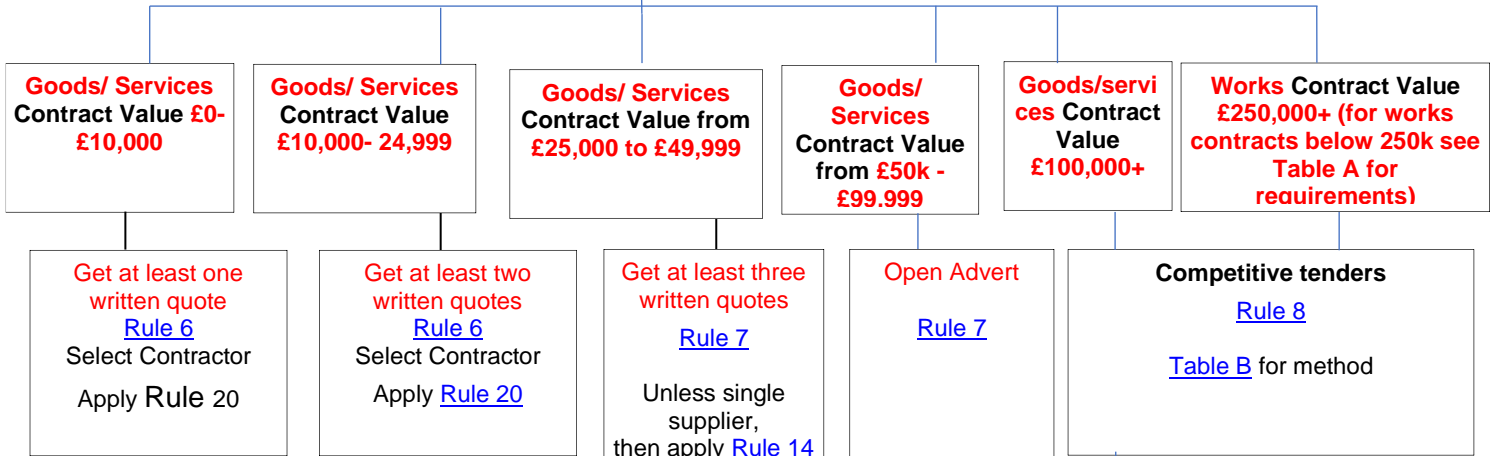 Goods/ Services
Contract Value £0-
£10,000
Goods/ Services
Contract Value
£10,000- 24,999
Goods/ Services
Contract Value from
£25,000 to £49,999
Goods/
Services
Contract Value
from £50k -
£99.999
Goods/servi
ces Contract
Value
£100,000+
Works Contract Value
£250,000+ (for works
contracts below 250k see
Table A for
requirements)
Get at least one
written quote
Rule 6
Select Contractor
Apply Rule 20
Get at least two
written quotes
Rule 6
Select Contractor
Apply Rule 20
Get at least three
written quotes
Rule 7
Unless single
supplier,
then apply Rule 14
Open Advert
Rule 7
Competitive tenders
Rule 8
Table B for method